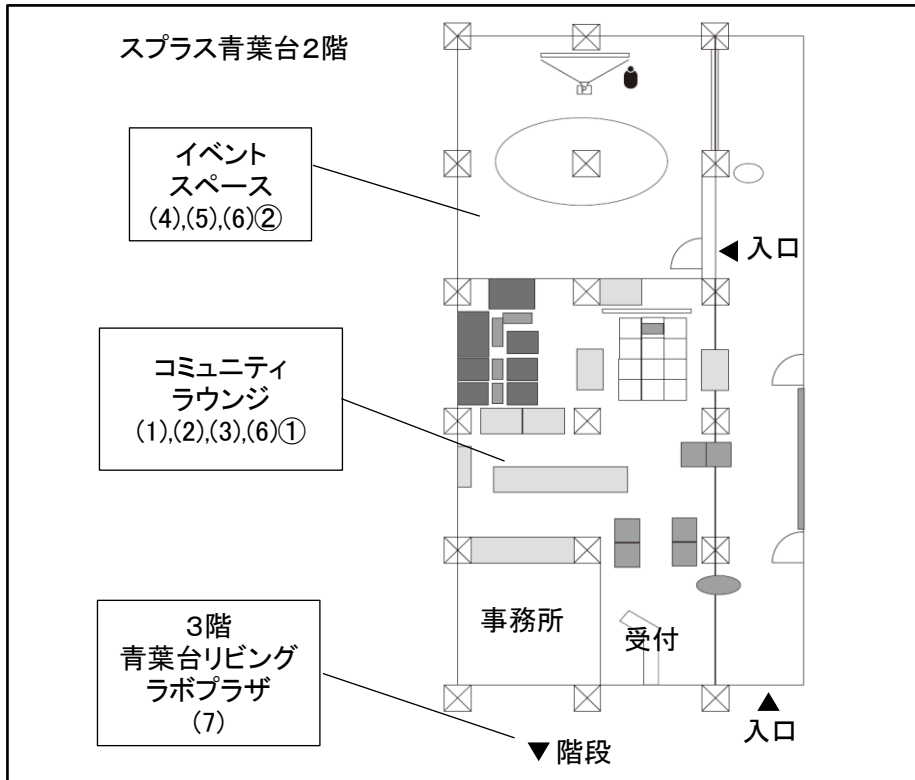 スプラス青葉台2階
イベント
スペース
(4),(5),(6)②
P
入口
コミュニティ
ラウンジ
(1),(2),(3),(6)①
事務所
受付
3階
青葉台リビング
ラボプラザ
(7)
▲
入口
▼階段